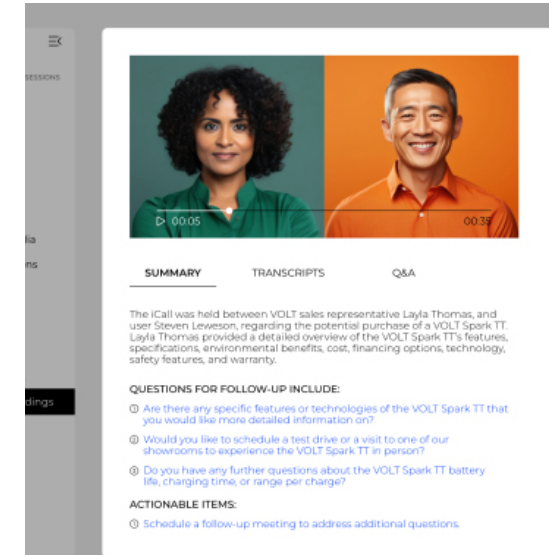 SESSIONS
ia
ns
dings
00:05
00:35
SUMMARY
TRANSCRIPTS
Q&A
The iCall was held between VOLT sales representative Layla Thomas, and
user Steven Leweson, regarding the potential purchase of a VOLT Spark TT.
Layla Thomas provided a detailed overview of the VOLT Spark TT's features,
specifications, environmental benefits, cost, financing options, technology,
safety features, and warranty.
QUESTIONS FOR FOLLOW-UP INCLUDE:
① Are there any specific features or technologies of the VOLT Spark TT that
you would like more detailed information on?
② Would you like to schedule a test drive or a visit to one of our
showrooms to experience the VOLT Spark TT in person?
③ Do you have any further questions about the VOLT Spark TT battery
life, charging time, or range per charge?
ACTIONABLE ITEMS:
① Schedule a follow-up meeting to address additional questions.